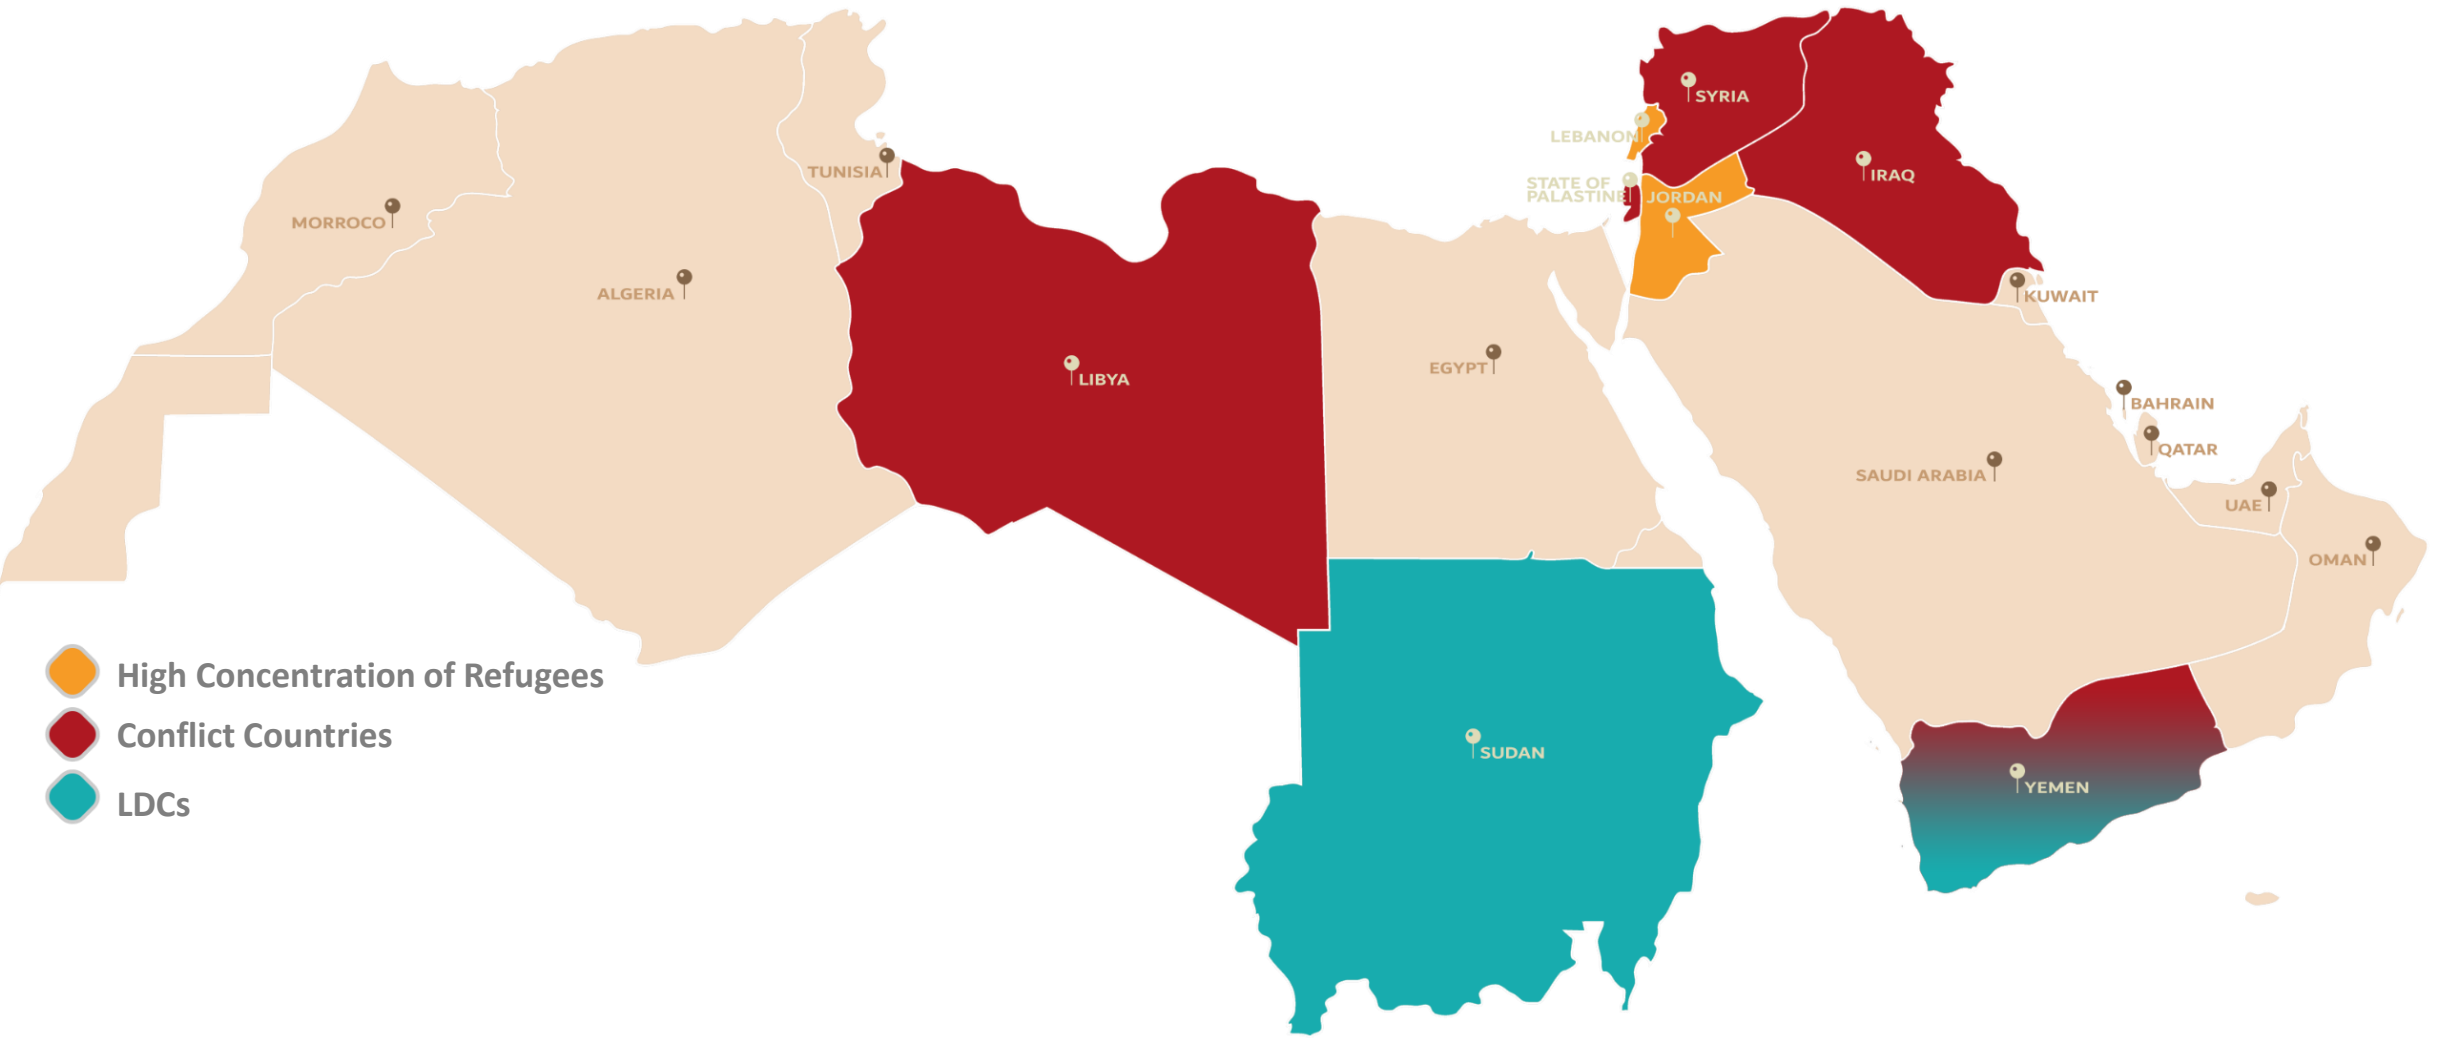 SYRIA
LEBANON
IRAQ
TUNISIA
STATE OF
PALASTINE
JORDAN
MORROCO
ALGERIA
KUWAIT
LIBYA
EGYPT
BAHRAIN
QATAR
SAUDI ARABIA
UAE
OMAN
High Concentration of Refugees
Conflict Countries
SUDAN
YEMEN
LDCs